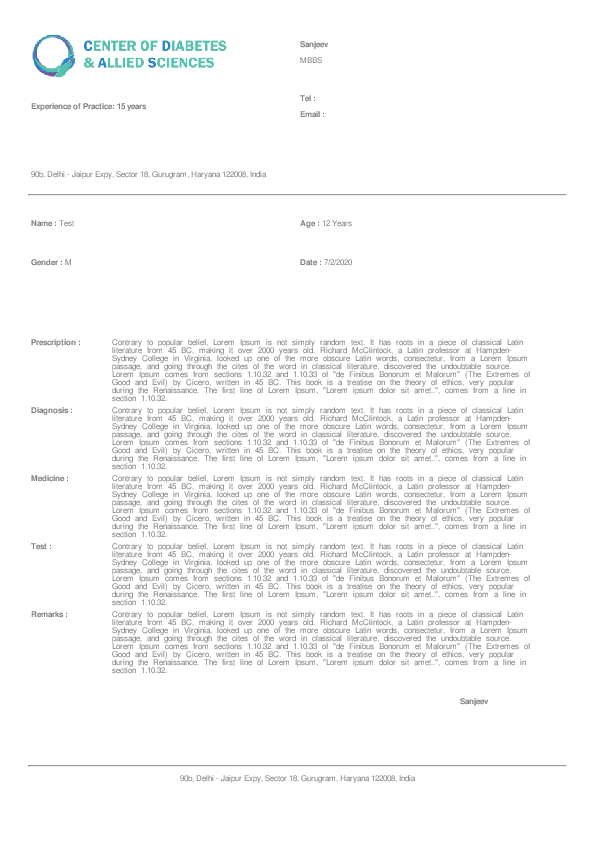 CENTER OF DIABETES
& ALLIED SCIENCES
Sanjeev
MBBS
Experience of Practice: 15 years
Tel :
Email :
90b, Delhi - Jaipur Expy, Sector 18, Gurugram, Haryana 122008, India
Name : Test
Age : 12 Years
Gender : M
Date : 7/2/2020
Prescription : Contrary to popular belief, Lorem Ipsum is not simply random text. It has roots in a piece of classical Latin
literature from 45 BC, making it over 2000 years old. Richard McClintock, a Latin professor at Hampden-
Sydney College in Virginia, looked up one of the more obscure Latin words, consectetur, from a Lorem Ipsum
passage, and going through the cites of the word in classical literature, discovered the undoubtable source.
Lorem Ipsum comes from sections 1.10.32 and 1.10.33 of "de Finibus Bonorum et Malorum" (The Extremes of
Good and Evil) by Cicero, written in 45 BC. This book is a treatise on the theory of ethics, very popular
during the Renaissance. The first line of Lorem Ipsum, "Lorem ipsum dolor sit amet..", comes from a line in
section 1.10.32.
Diagnosis : Contrary to popular belief, Lorem Ipsum is not simply random text. It has roots in a piece of classical Latin
literature from 45 BC, making it over 2000 years old. Richard McClintock, a Latin professor at Hampden-
Sydney College in Virginia, looked up one of the more obscure Latin words, consectetur, from a Lorem Ipsum
passage, and going through the cites of the word in classical literature, discovered the undoubtable source.
Lorem Ipsum comes from sections 1.10.32 and 1.10.33 of "de Finibus Bonorum et Malorum" (The Extremes of
Good and Evil) by Cicero, written in 45 BC. This book is a treatise on the theory of ethics, very popular
during the Renaissance. The first line of Lorem Ipsum, "Lorem ipsum dolor sit amet..", comes from a line in
section 1.10.32.
Medicine : Contrary to popular belief, Lorem Ipsum is not simply random text. It has roots in a piece of classical Latin
literature from 45 BC, making it over 2000 years old. Richard McClintock, a Latin professor at Hampden-
Sydney College in Virginia, looked up one of the more obscure Latin words, consectetur, from a Lorem Ipsum
passage, and going through the cites of the word in classical literature, discovered the undoubtable source.
Lorem Ipsum comes from sections 1.10.32 and 1.10.33 of "de Finibus Bonorum et Malorum" (The Extremes of
Good and Evil) by Cicero, written in 45 BC. This book is a treatise on the theory of ethics, very popular
during the Renaissance. The first line of Lorem Ipsum, "Lorem ipsum dolor sit amet..", comes from a line in
section 1.10.32.
Test : Contrary to popular belief, Lorem Ipsum is not simply random text. It has roots in a piece of classical Latin
literature from 45 BC, making it over 2000 years old. Richard McClintock, a Latin professor at Hampden-
Sydney College in Virginia, looked up one of the more obscure Latin words, consectetur, from a Lorem Ipsum
passage, and going through the cites of the word in classical literature, discovered the undoubtable source.
Lorem Ipsum comes from sections 1.10.32 and 1.10.33 of "de Finibus Bonorum et Malorum" (The Extremes of
Good and Evil) by Cicero, written in 45 BC. This book is a treatise on the theory of ethics, very popular
during the Renaissance. The first line of Lorem Ipsum, "Lorem ipsum dolor sit amet..", comes from a line in
section 1.10.32.
Remarks : Contrary to popular belief, Lorem Ipsum is not simply random text. It has roots in a piece of classical Latin
literature from 45 BC, making it over 2000 years old. Richard McClintock, a Latin professor at Hampden-
Sydney College in Virginia, looked up one of the more obscure Latin words, consectetur, from a Lorem Ipsum
passage, and going through the cites of the word in classical literature, discovered the undoubtable source.
Lorem Ipsum comes from sections 1.10.32 and 1.10.33 of "de Finibus Bonorum et Malorum" (The Extremes of
Good and Evil) by Cicero, written in 45 BC. This book is a treatise on the theory of ethics, very popular
during the Renaissance. The first line of Lorem Ipsum, "Lorem ipsum dolor sit amet..", comes from a line in
section 1.10.32.
Sanjeev
90b, Delhi - Jaipur Expy, Sector 18, Gurugram, Haryana 122008, India